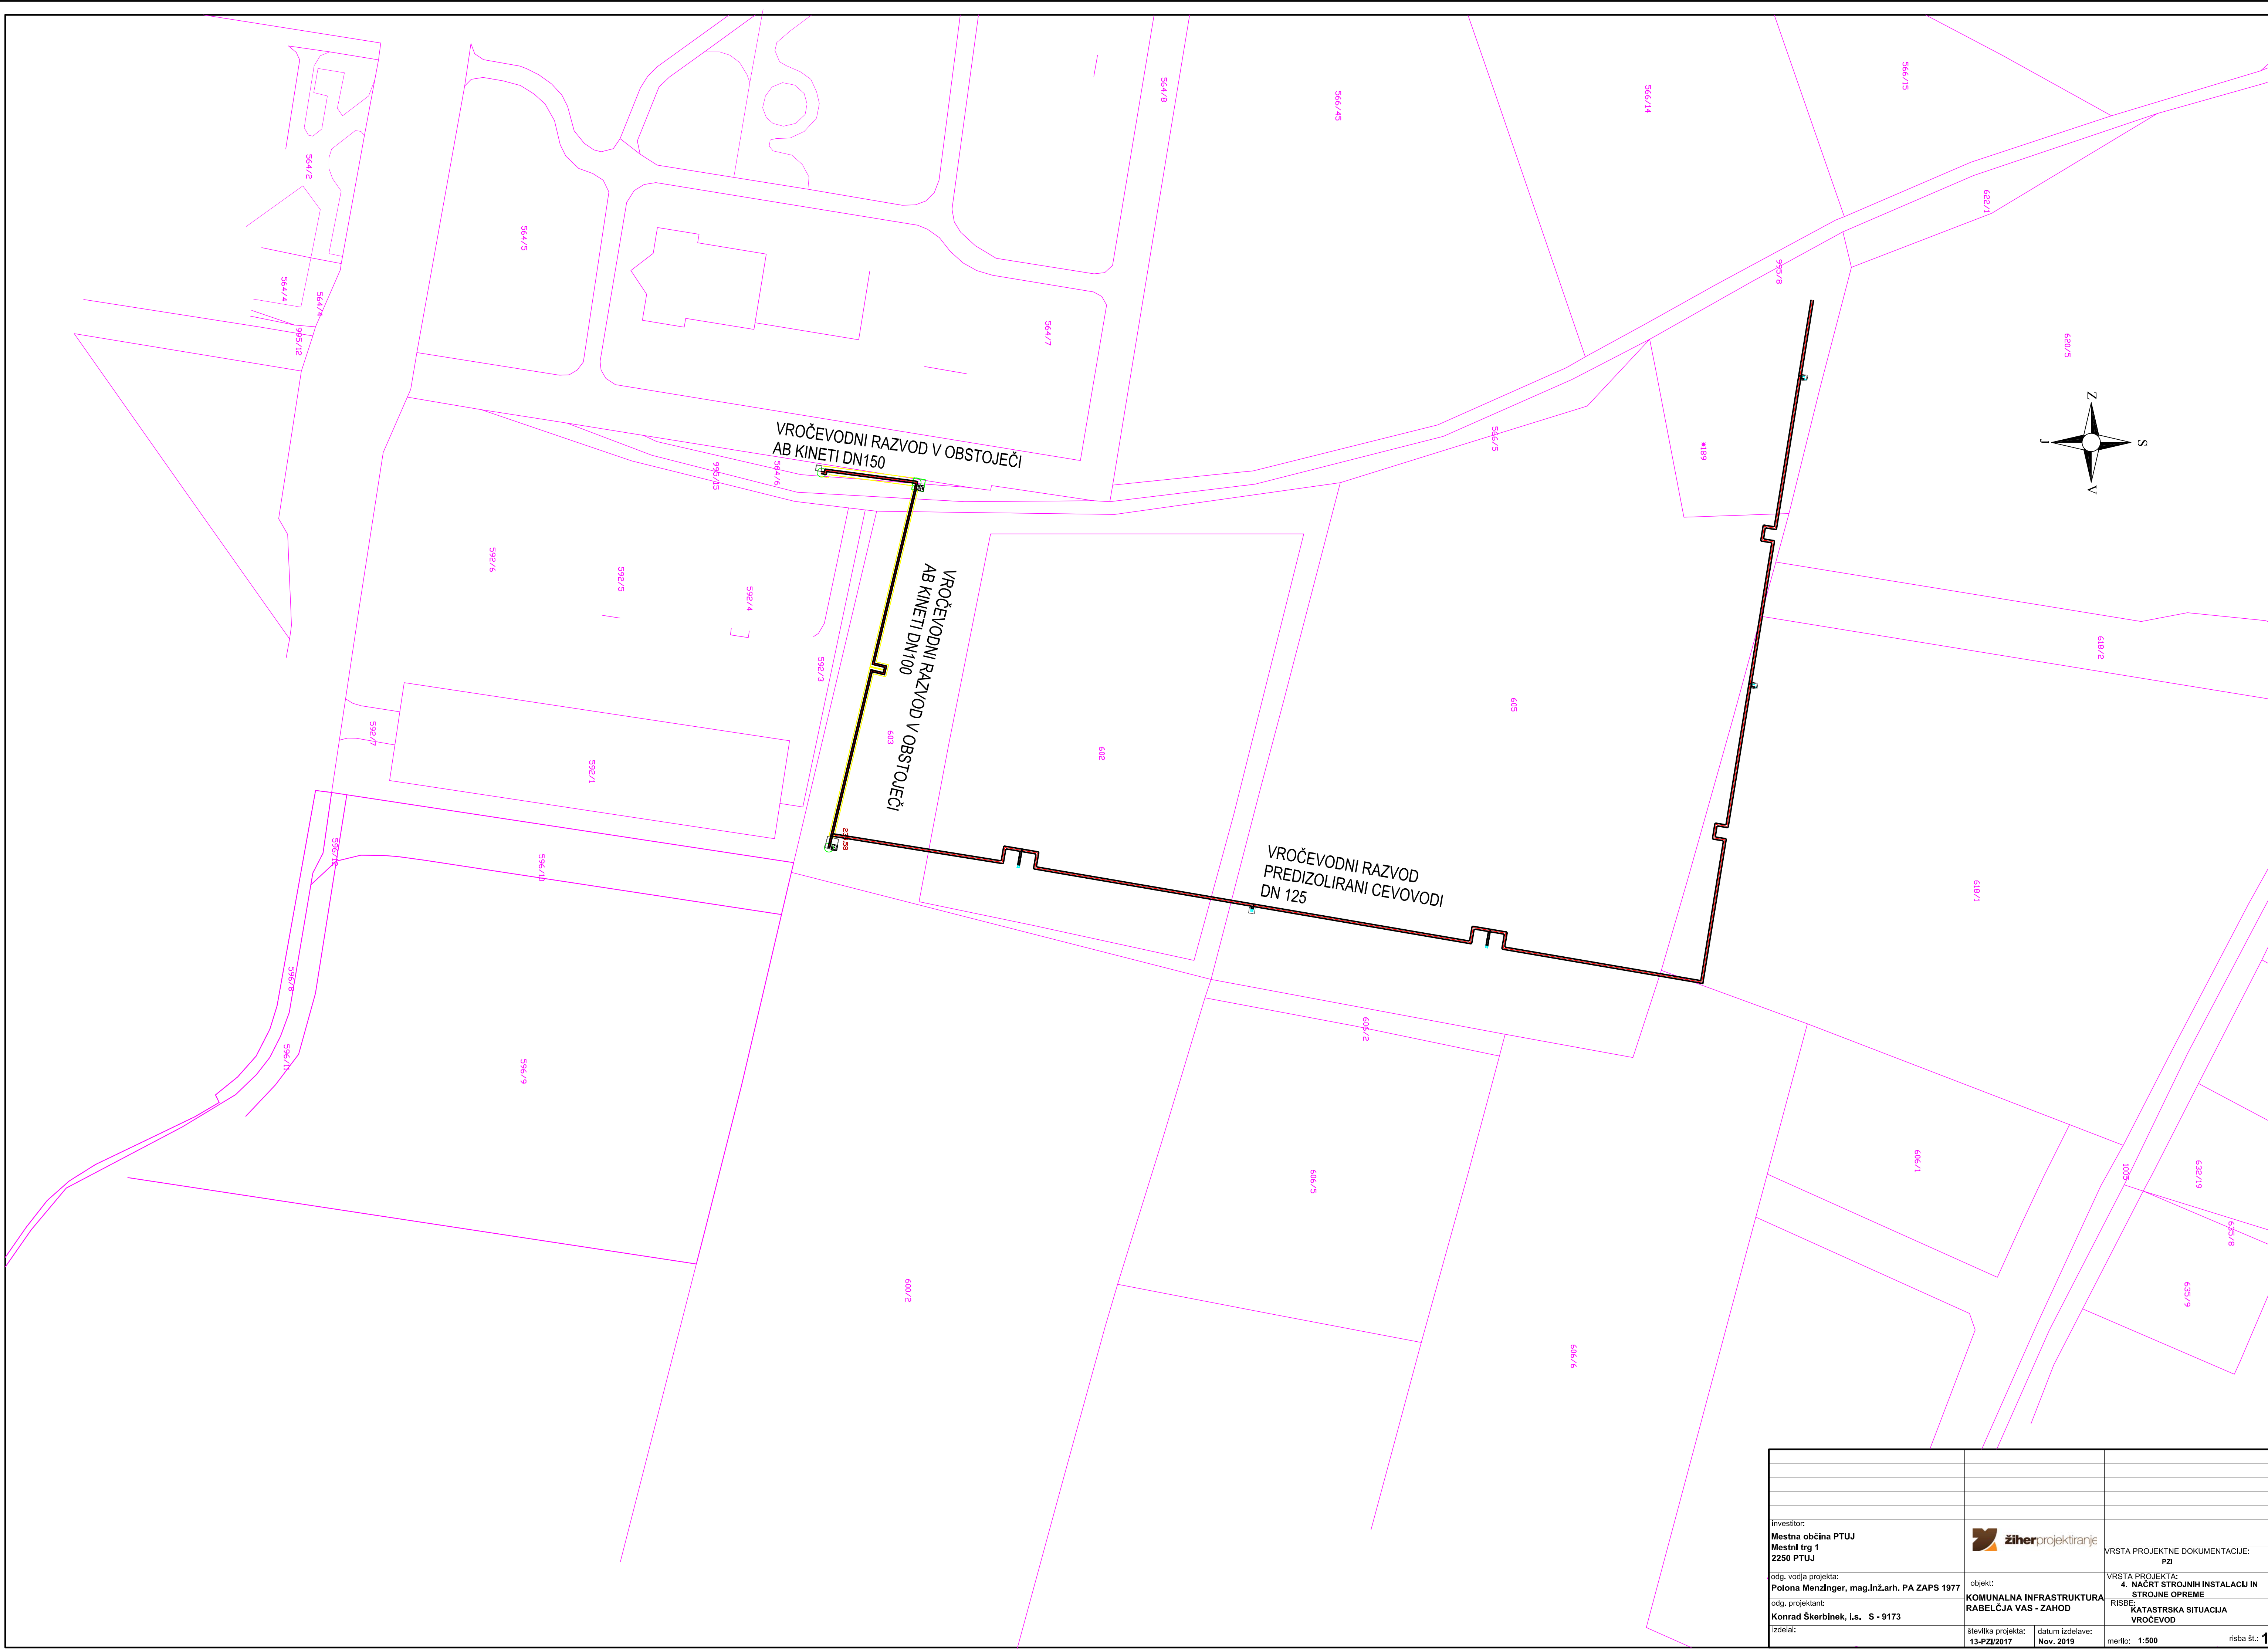 564/8
566/45
566/14
566/15
564/2
622/1
564/5
995/8
564/4
564/4
995/12
564/7
620/5
Z
J
S
V
VROČEVODNI RAZVOD V OBSTOJEČI
AB KINETI DN150
566/5
*189
995/15
564/6
592/6
592/5
592/4
VROČEVODNI RAZVOD V OBSTOJEČI
AB KINETI DN100
592/3
618/2
605
592/7
603
602
592/1
596/10
VROČEVODNI RAZVOD
PREDIZOLIRANI CEVOVODI
DN 125
618/1
596/8
606/2
596/11
596/9
606/1
1005
632/19
606/5
635/8
600/2
635/9
606/6
investitor:
Mestna občina PTUJ
Mestni trg 1
2250 PTUJ
žiherprojektiranje
VRSTA PROJEKTNE DOKUMENTACIJE:
PZI
odg. vodja projekta:
Polona Menzinger, mag.inž.arh. PA ZAPS 1977
objekt:
KOMUNALNA INFRASTRUKTURA
RABELČJA VAS - ZAHOD
VRSTA PROJEKTA:
4. NAČRT STROJNIH INSTALACIJ IN
STROJNE OPREME
odg. projektant:
Konrad Škerbinek, i.s. S - 9173
RISBE:
KATASTRSKA SITUACIJA
VROČEVOD
izdelal:
številka projekta:
13-PZI/2017
datum izdelave:
Nov. 2019
merilo: 1:500
risba št.: 1